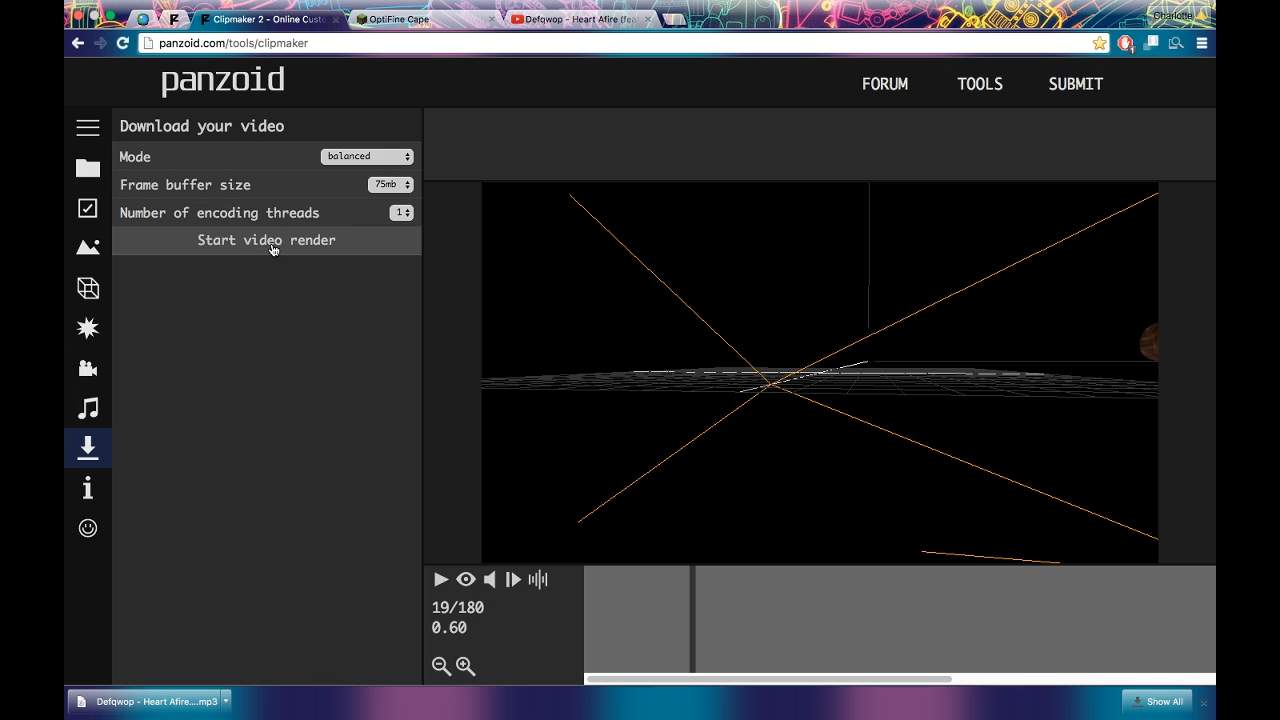 Clipmaker 2 - Online Custo
OptiFine Cape
Defqwop - Heart Afire (fea
Charlotte
panzoid.com/tools/clipmaker
panzoid
FORUM
TOOLS
SUBMIT
Download your video
Mode
balanced
Frame buffer size
75mb
Number of encoding threads
1
Start video render
19/180
0.60
Defqwop - Heart Afire....mp3
Show All